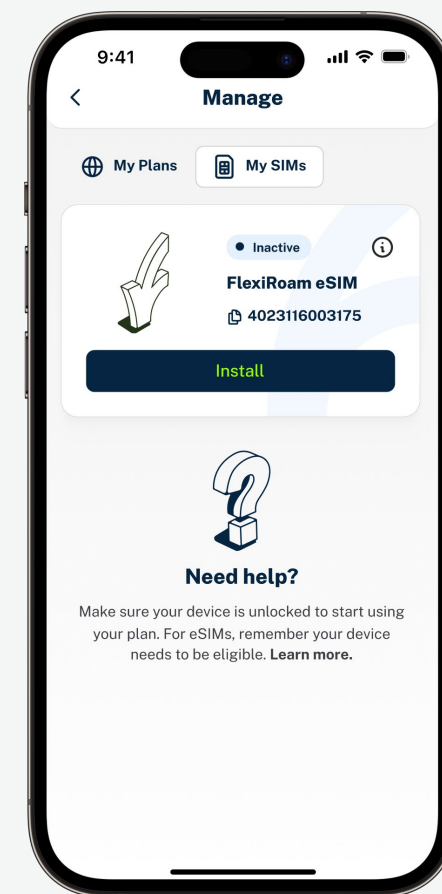 9:41
Manage
My Plans
My SIMs
Inactive
FlexiRoam eSIM
4023116003175
Install
Need help?
Make sure your device is unlocked to start using
your plan. For eSIMs, remember your device
needs to be eligible. Learn more.